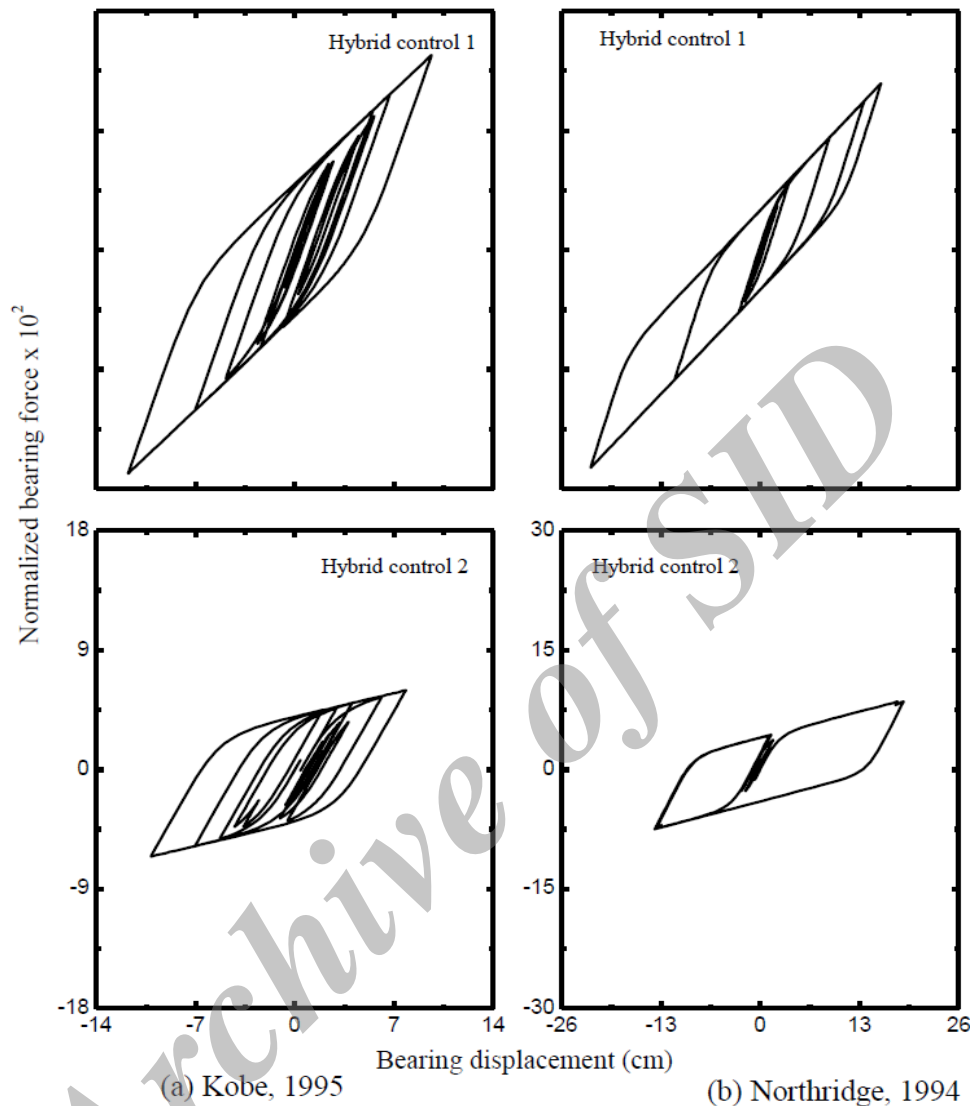 Hybrid control 1
Hybrid control 1
Normalized bearing force x 10²
18
9
0
-9
-18
Hybrid control 2
-14
-7
0
7
14
30
15
0
-15
-30
Hybrid control 2
-26
-13
0
13
26
Bearing displacement (cm)
(a) Kobe, 1995
(b) Northridge, 1994
Archive of SID